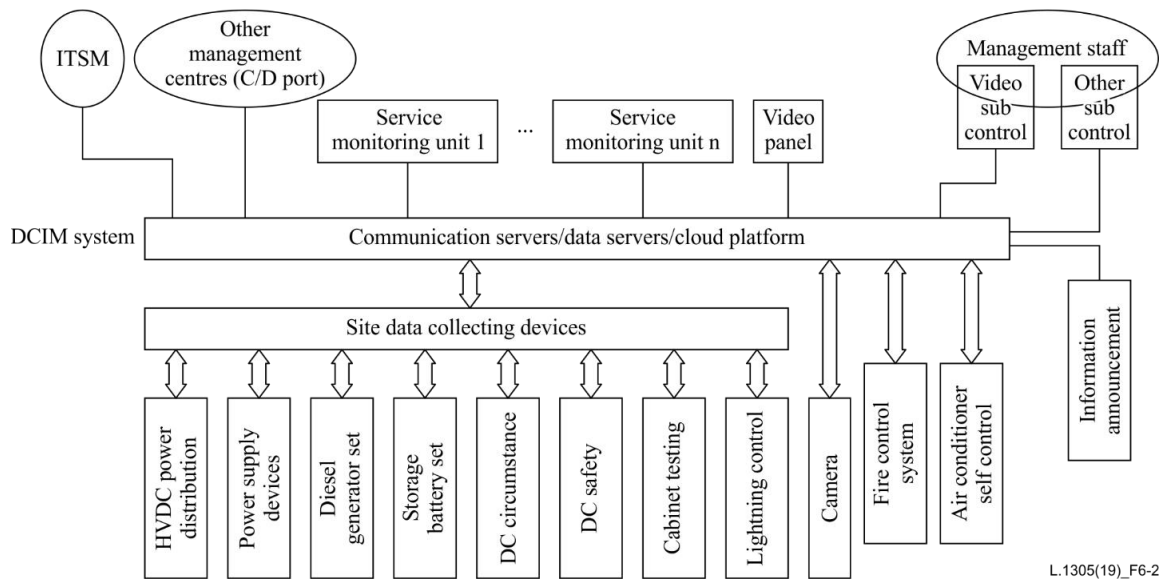 ITSM
Other
management
centres (C/D port)
Service
monitoring unit 1
...
Service
monitoring unit n
Video
panel
Management staff
Video
sub
control
Other
sub
control
DCIM system
Communication servers/data servers/cloud platform
Site data collecting devices
HVDC power
distribution
Power supply
devices
Diesel
generator set
Storage
battery set
DC circumstance
DC safety
Cabinet testing
Lightning control
Camera
Fire control
system
Air conditioner
self control
Information
announcement
L.1305(19)_F6-2